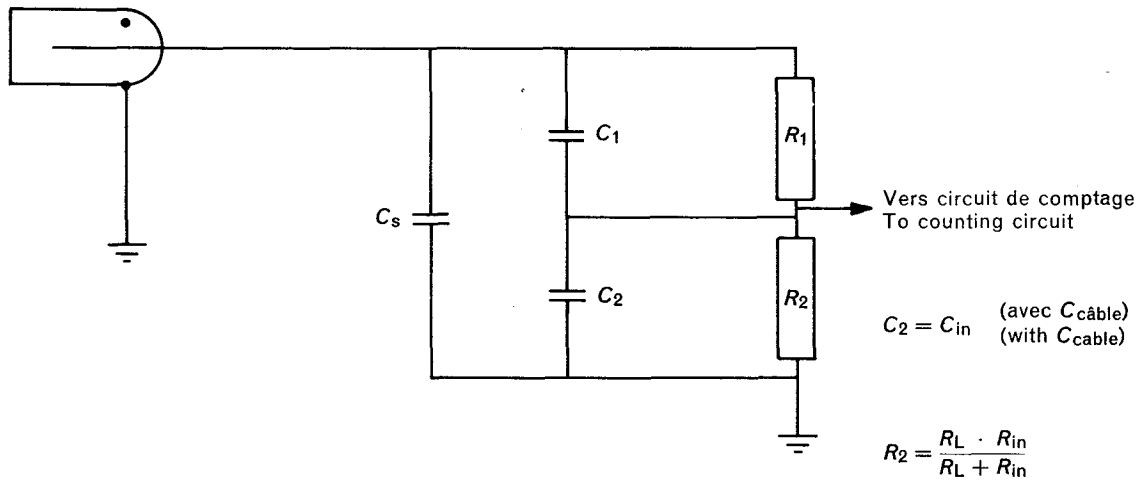 C₁
R₁
Cₛ
Vers circuit de comptage
To counting circuit
C₂
R₂
C₂ = Cin (avec Ccâble)
(with Ccable)
R₂ = RL · Rin / RL + Rin